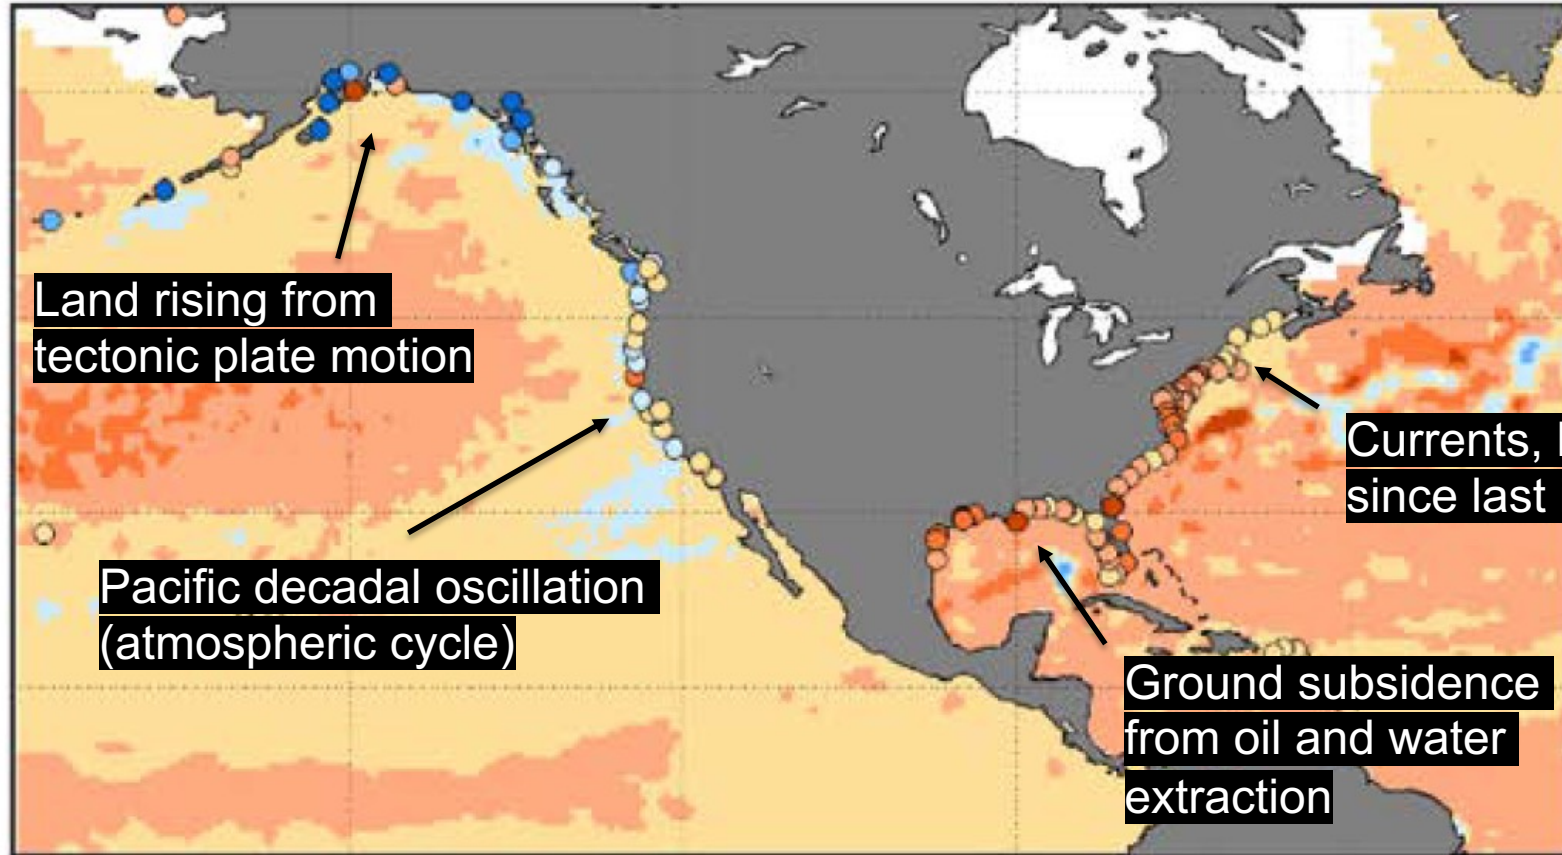 Land rising from
tectonic plate motion
Currents,
since last
Pacific decadal oscillation
(atmospheric cycle)
Ground subsidence
from oil and water
extraction